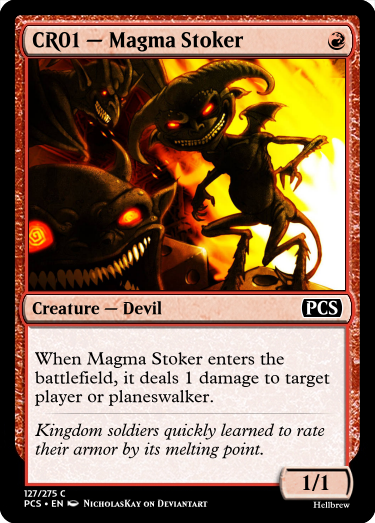 CR01 — Magma Stoker
Creature — Devil
PCS
When Magma Stoker enters the
battlefield, it deals 1 damage to target
player or planeswalker.
Kingdom soldiers quickly learned to rate
their armor by its melting point.
1/1
127/275 C
PCS • EN NicholasKay on Deviantart
Hellbrew